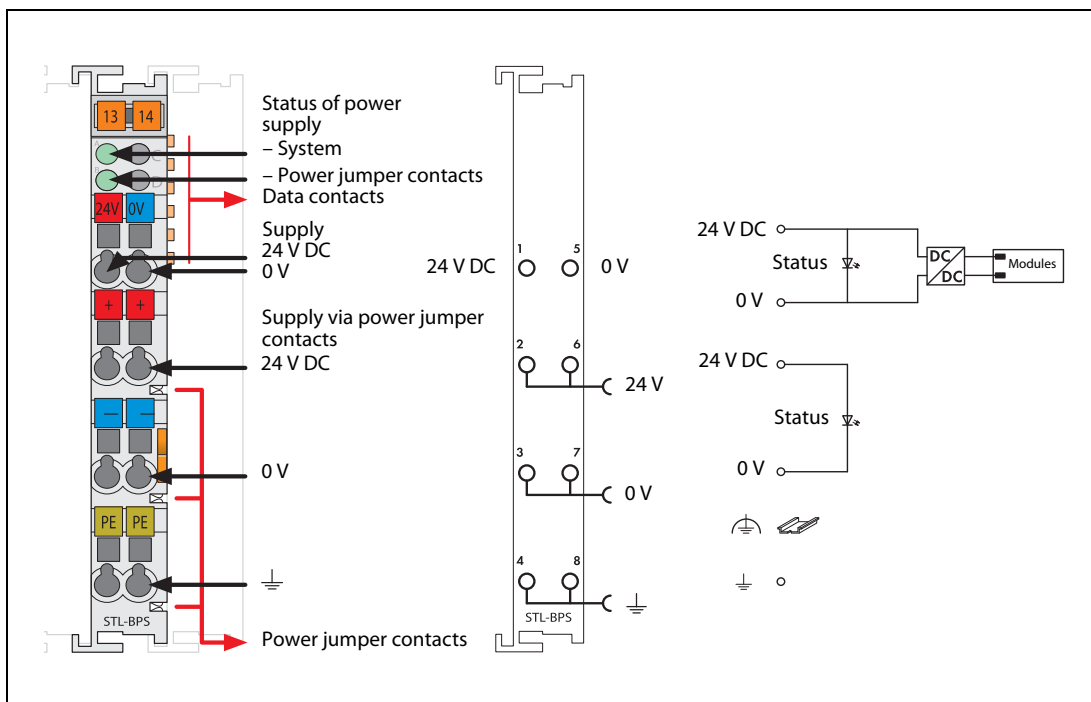 13 14
Status of power
supply
A C
– System
B D
– Power jumper contacts
Data contacts
24V 0V
Supply
24 V DC
0 V
+ +
Supply via power jumper
contacts
24 V DC
— —
0 V
PE PE
STL-BPS
Power jumper contacts
1 5
24 V DC 0 V
2 6
24 V
3 7
0 V
4 8
STL-BPS
24 V DC
Status
DC
DC
Modules
0 V
24 V DC
Status
0 V